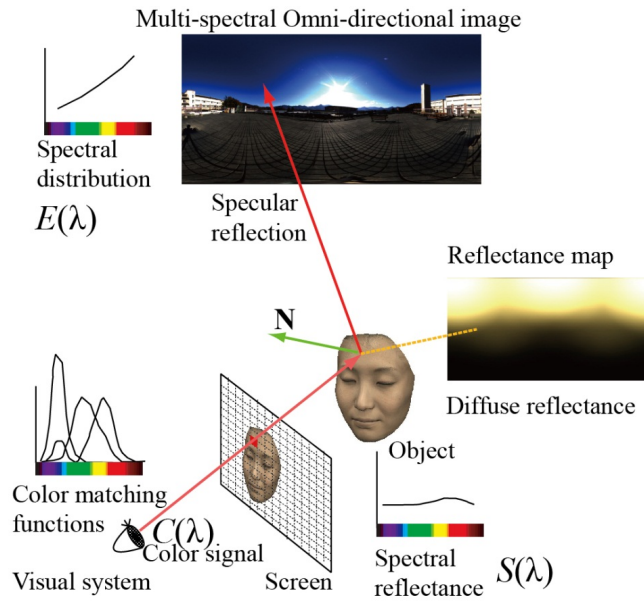 Multi-spectral Omni-directional image
Spectral
distribution
E(λ)
Specular
reflection
Reflectance map
N
Diffuse reflectance
Object
Color matching
functions
C(λ)
Color signal
Visual system
Screen
Spectral
reflectance
S(λ)